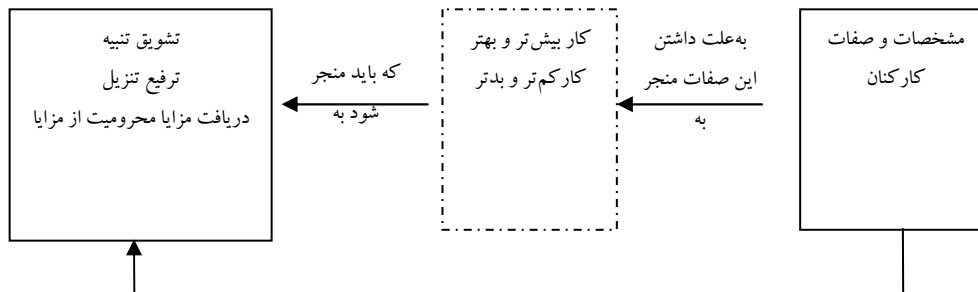 مشخصات و صفات
کارکنان
به‌علت داشتن
این صفات منجر
به
کار بیش‌تر و بهتر
کارکم‌تر و بدتر
که باید منجر
شود به
تشویق تنبیه
ترفیع تنزیل
دریافت مزایا محرومیت از مزایا